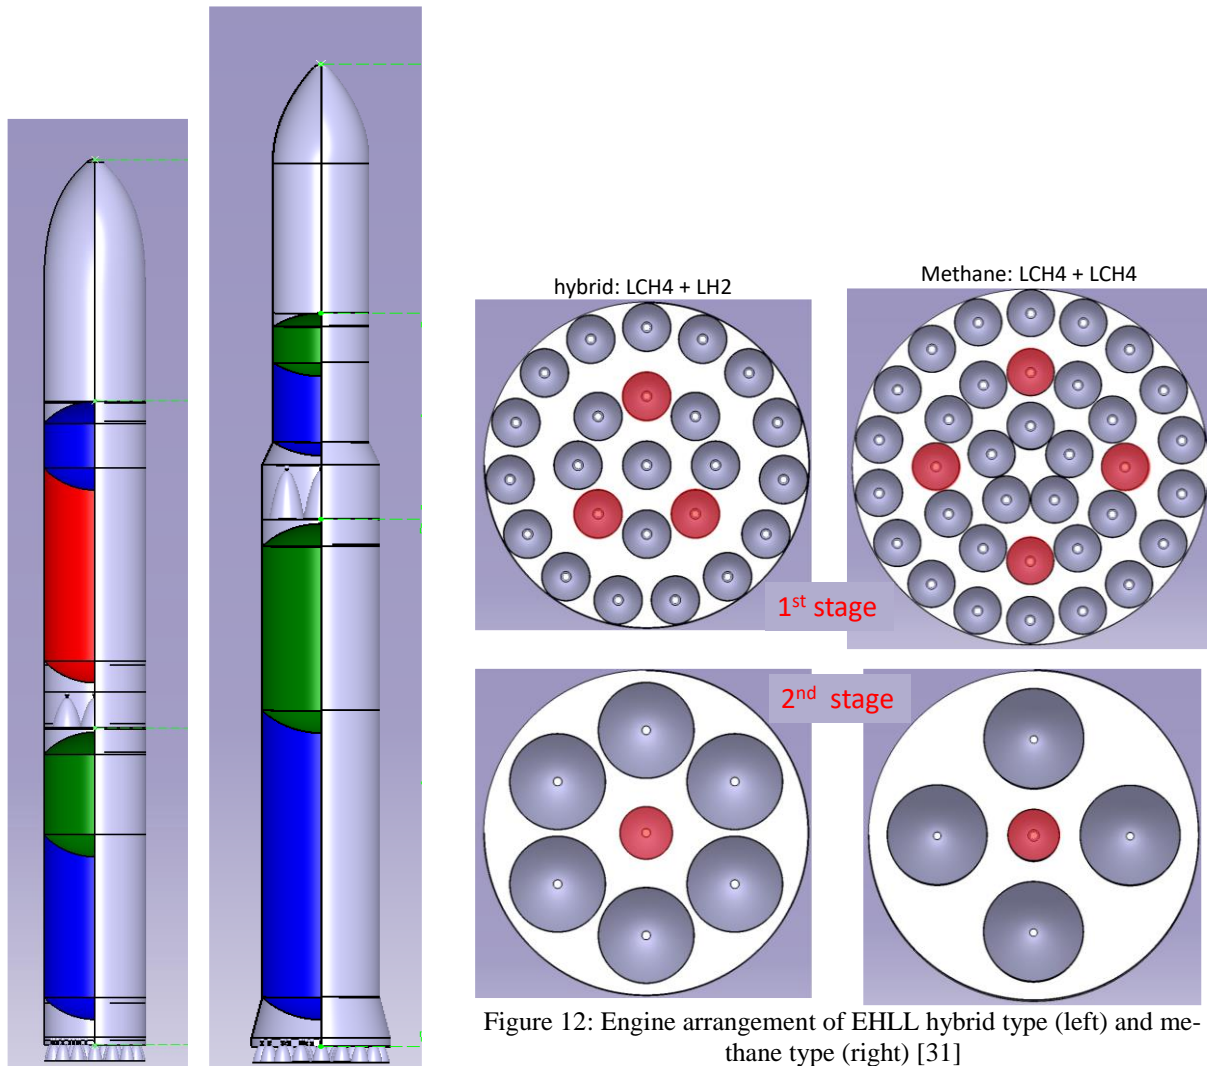 hybrid: LCH4 + LH2
Methane: LCH4 + LCH4
1st stage
2nd stage
Figure 12: Engine arrangement of EHLL hybrid type (left) and me-
thane type (right) [31]